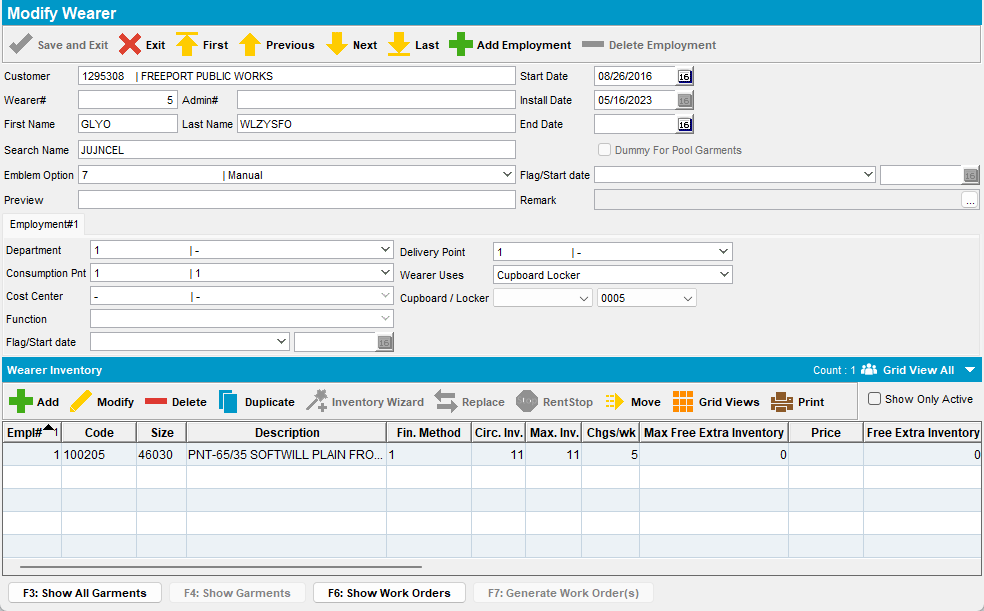 Modify Wearer
Save and Exit Exit First Previous Next Last Add Employment Delete Employment
Customer 1295308 | FREEPORT PUBLIC WORKS Start Date 08/26/2016 16
Wearer# 5 Admin# Install Date 05/16/2023 16
First Name GLYO Last Name WLZYSFO End Date 16
Search Name JUJNCEL Dummy For Pool Garments
Emblem Option 7 | Manual Flag/Start date 16
Preview Remark ...
Employment#1
Department 1 | - Delivery Point 1 | -
Consumption Pnt 1 | 1 Wearer Uses Cupboard Locker
Cost Center - | - Cupboard / Locker 0005
Function
Flag/Start date 16
Wearer Inventory Count : 1 Grid View All
Add Modify Delete Duplicate Inventory Wizard Replace RentStop Move Grid Views Print Show Only Active
Empl# 1 Code Size Description Fin. Method Circ. Inv. Max. Inv. Chgs/wk Max Free Extra Inventory Price Free Extra Inventory
1 100205 46030 PNT-65/35 SOFTWILL PLAIN FRO... 1 11 11 5 0 0
F3: Show All Garments F4: Show Garments F6: Show Work Orders F7: Generate Work Order(s)